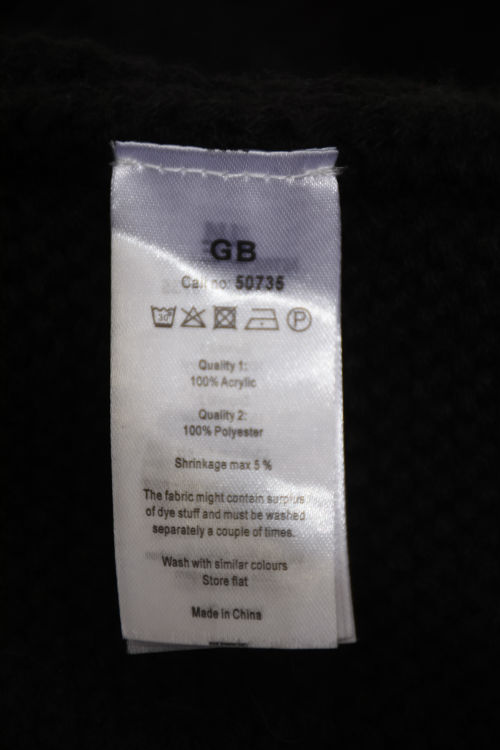 GB
Call no: 50735
30°
P
Quality 1:
100% Acrylic
Quality 2:
100% Polyester
Shrinkage max 5 %
The fabric might contain surplus
of dye stuff and must be washed
separately a couple of times.
Wash with similar colours
Store flat
Made in China